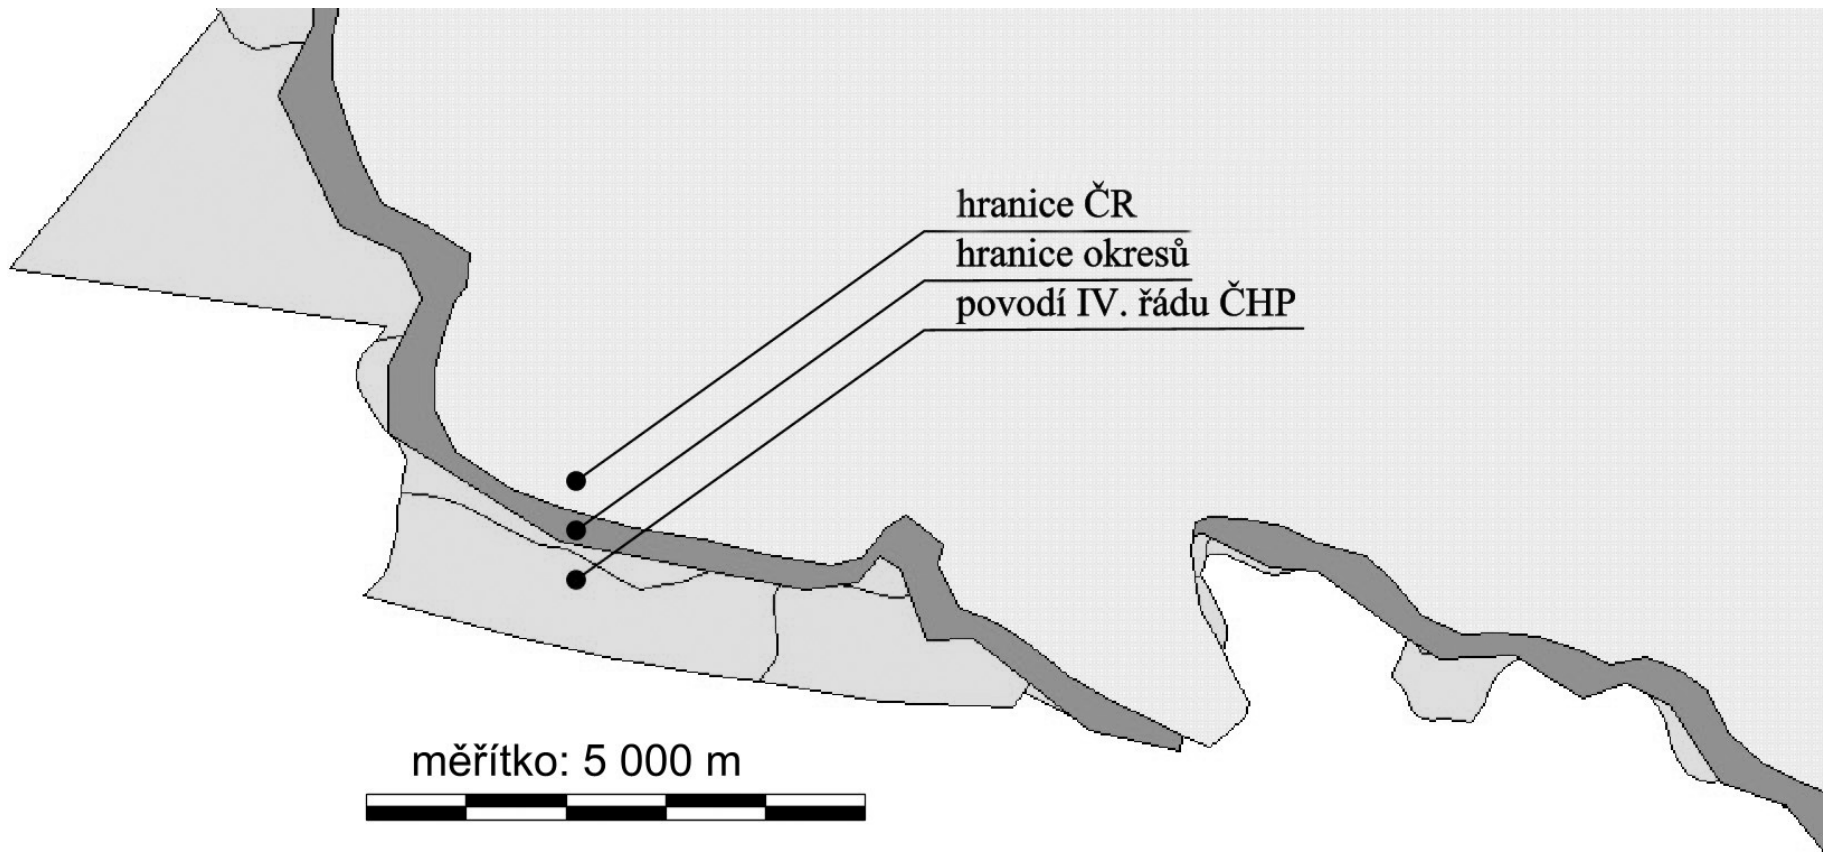 hranice ČR
hranice okresů
povodí IV. řádu ČHP
měřítko: 5 000 m